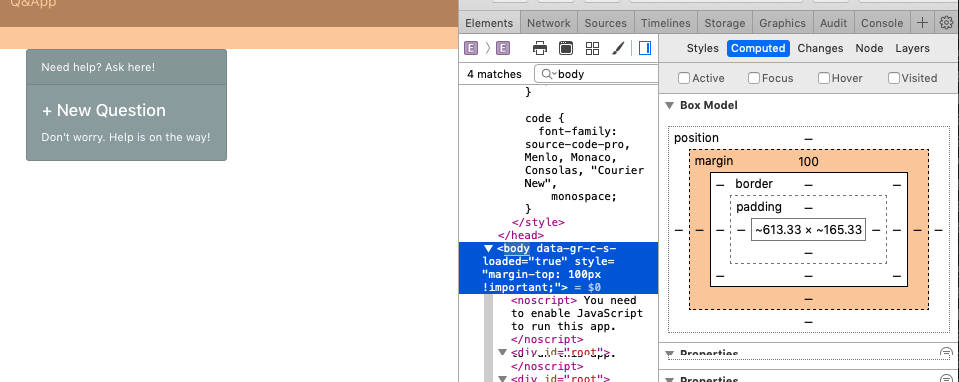 Q&App
Need help? Ask here!
+ New Question
Don't worry. Help is on the way!
Elements Network Sources Timelines Storage Graphics Audit Console +
E E
4 matches
body
}
code {
font-family:
source-code-pro,
Menlo, Monaco,
Consolas, "Courier
New",
monospace;
}
</style>
</head>
<body data-gr-c-s-
loaded="true" style=
"margin-top: 100px
!important;"> = $0
<noscript> You need
to enable JavaScript
to run this app.
</noscript>
<div id="root">
</noscript>
<div id="root">
Styles Computed Changes Node Layers
Active Focus Hover Visited
Box Model
position –
margin 100
– border – –
padding –
– – – ~613.33 × ~165.33 – – –
–
– – –
–
–
Properties
Properties